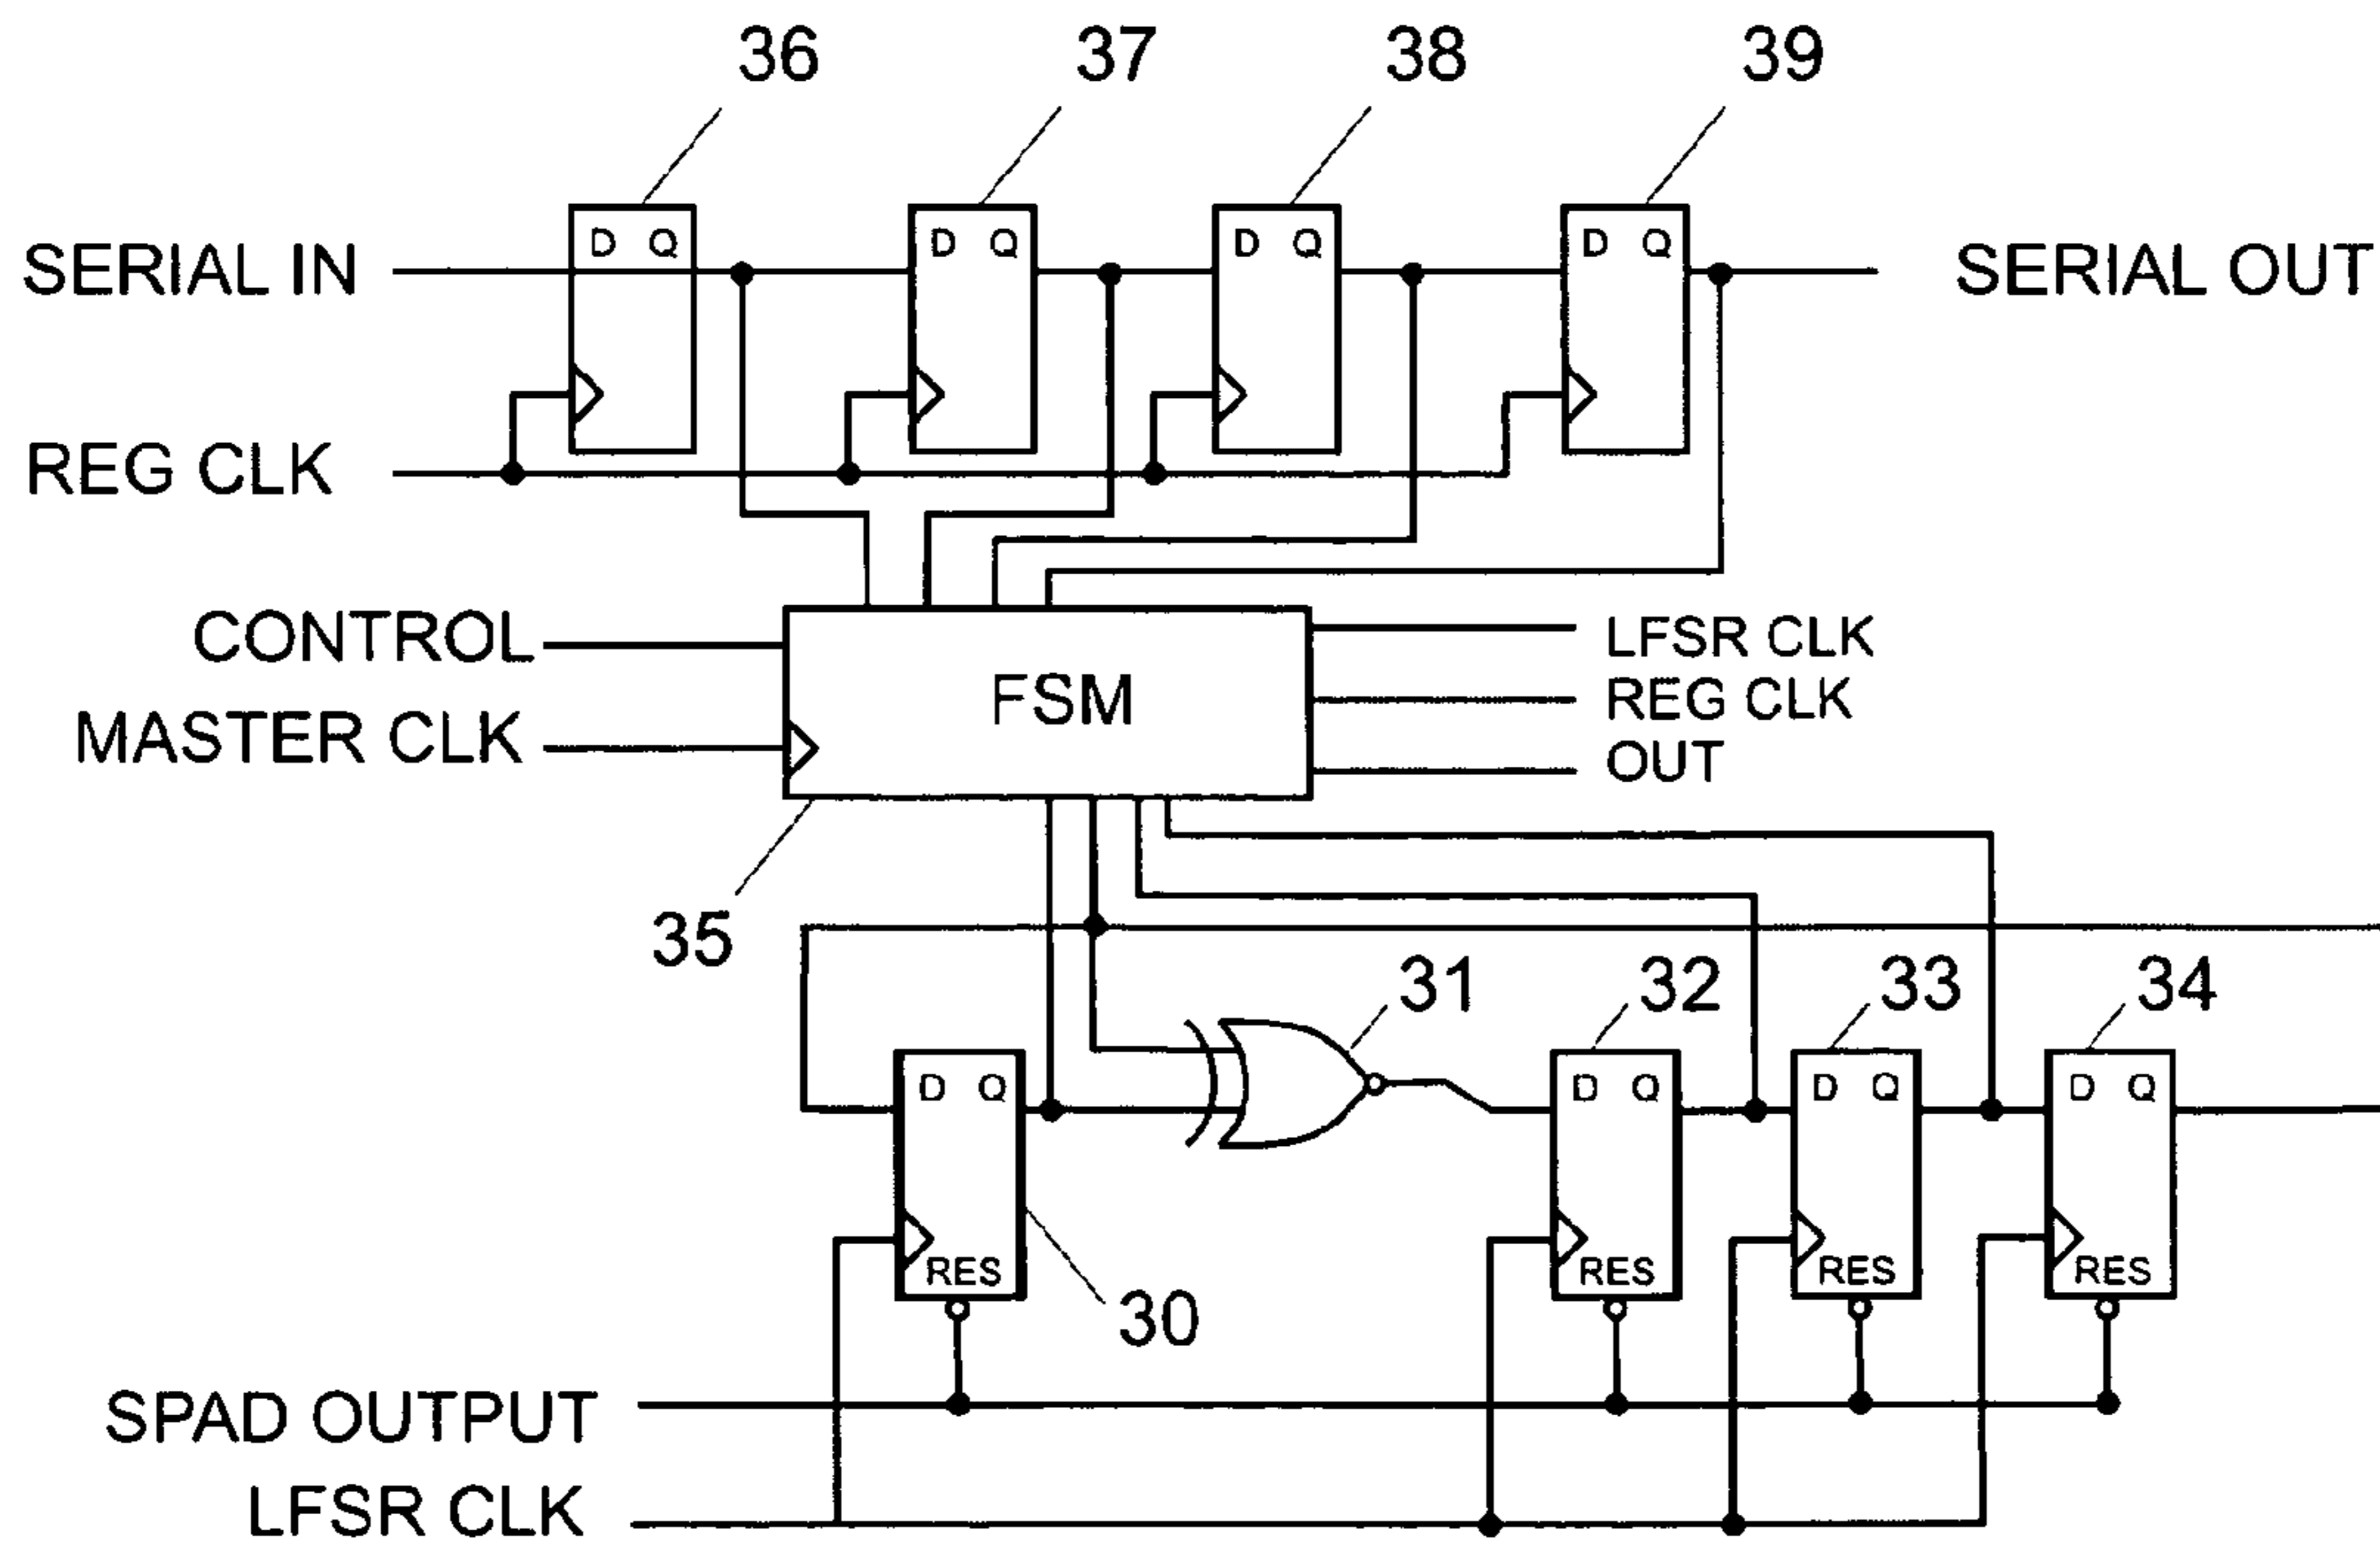 36 37 38 39
D Q D Q D Q D Q
SERIAL IN SERIAL OUT
REG CLK
CONTROL LFSR CLK
FSM REG CLK
MASTER CLK OUT
35
31 32 33 34
D Q D Q D Q D Q
RES RES RES RES
30
SPAD OUTPUT
LFSR CLK